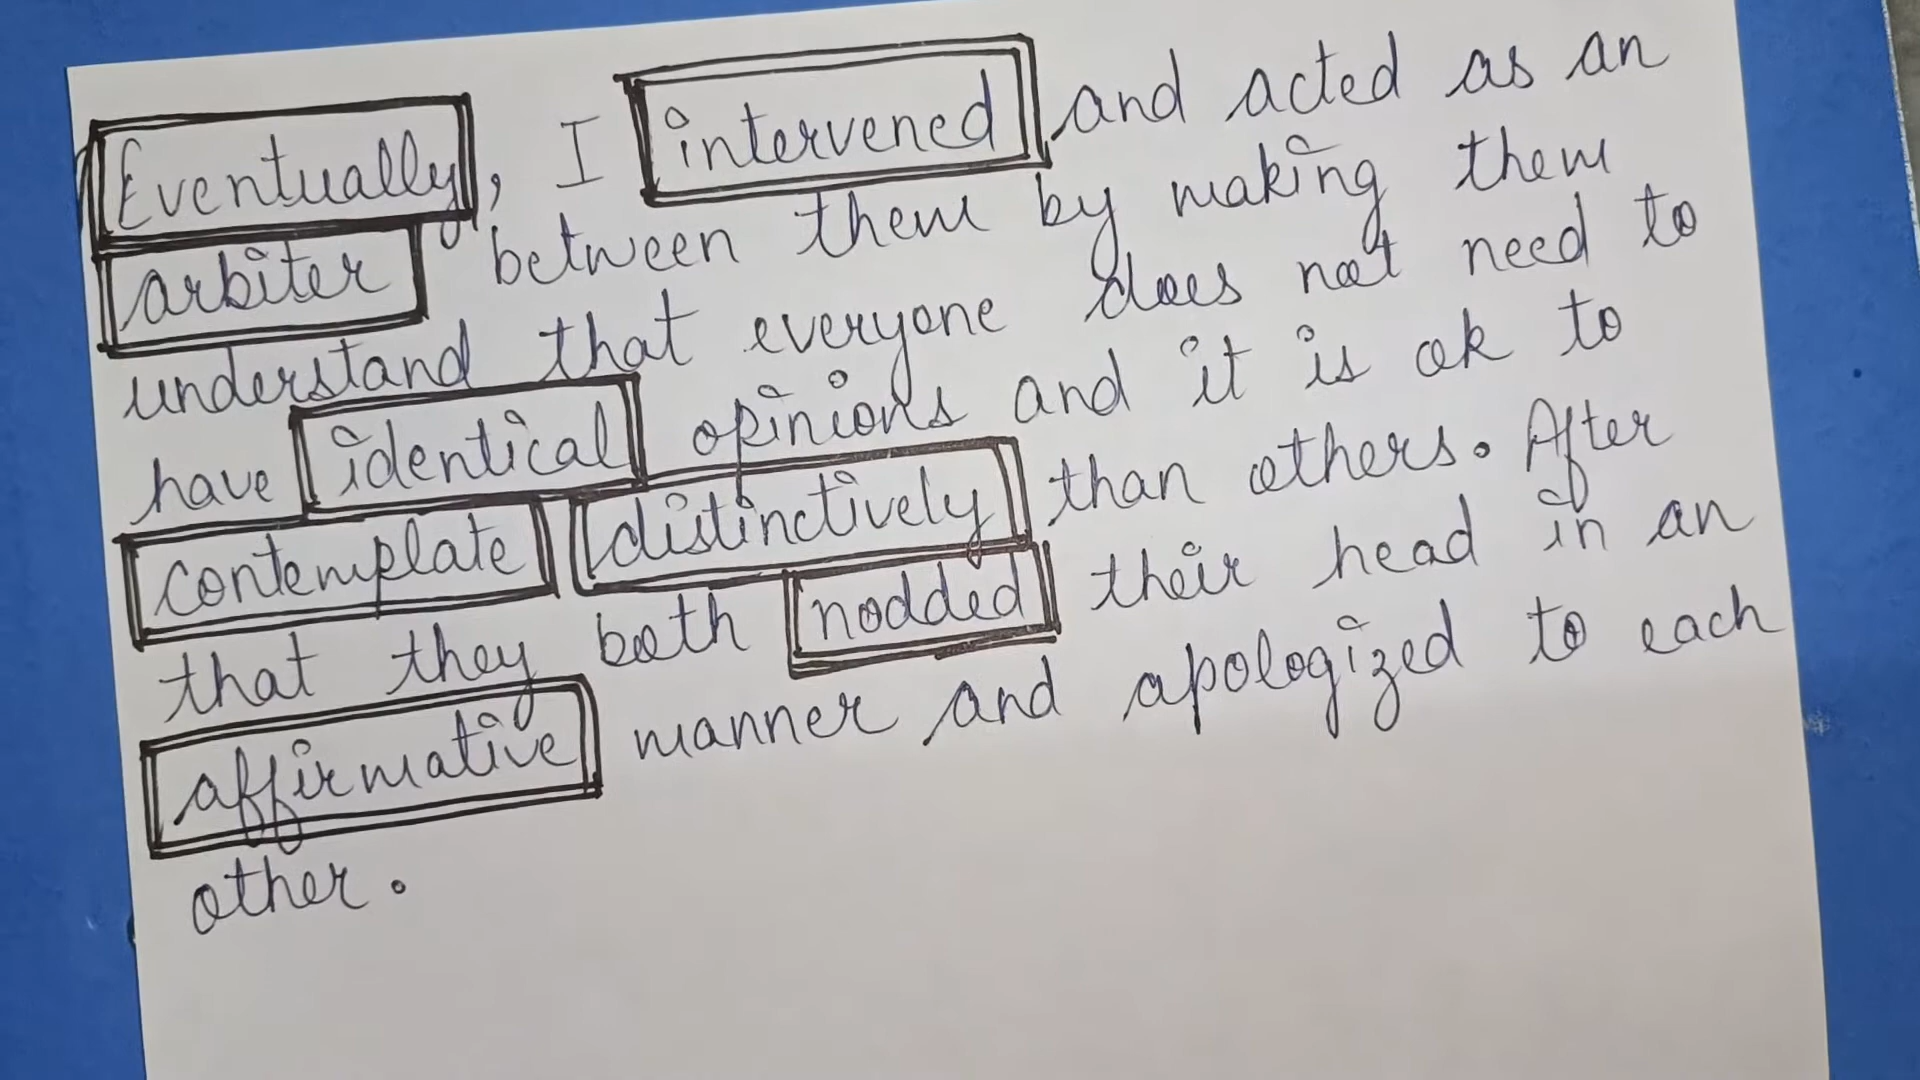 Eventually, I intervened and acted as an
arbiter between them by making them
understand that everyone does not need to
have identical opinions and it is ok to
contemplate distinctively than others. After
that they both nodded their head in an
affirmative manner and apologized to each
other.